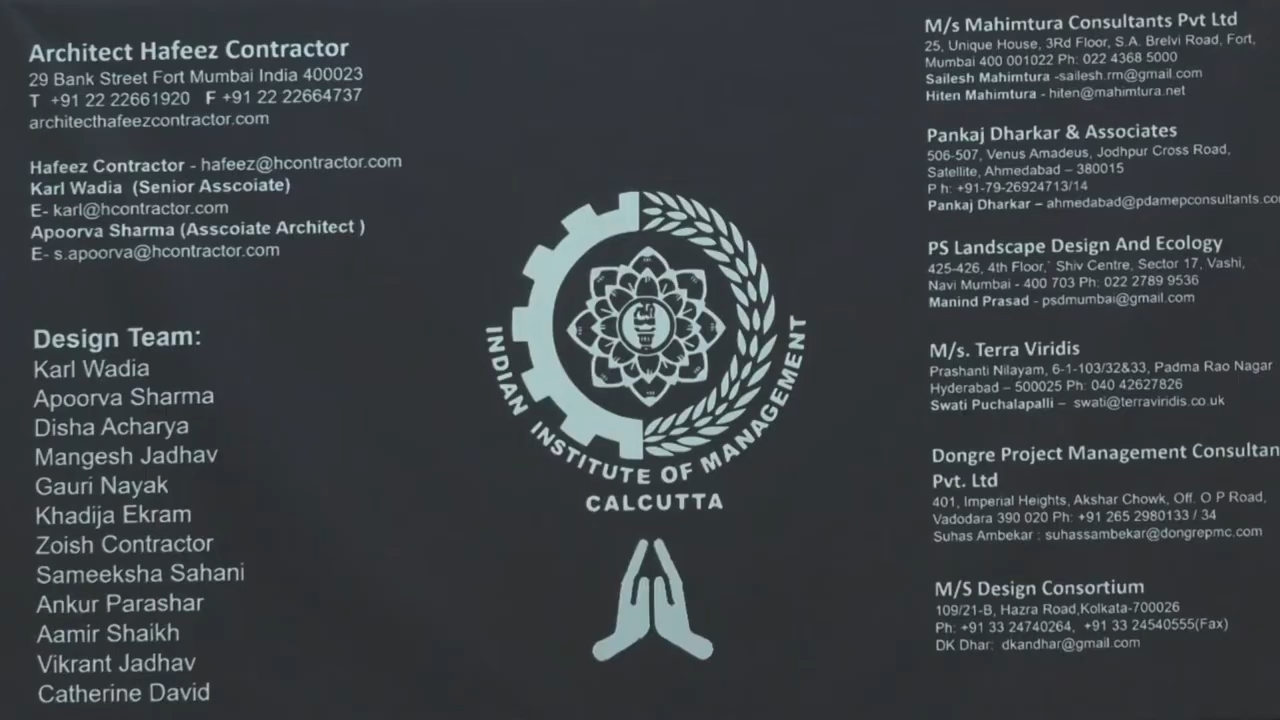 Architect Hafeez Contractor
29 Bank Street Fort Mumbai India 400023
T +91 22 22661920 F +91 22 22664737
architecthafeezcontractor.com
Hafeez Contractor - hafeez@hcontractor.com
Karl Wadia (Senior Asscoiate)
E- karl@hcontractor.com
Apoorva Sharma (Asscoiate Architect )
E- s.apoorva@hcontractor.com
Design Team:
Karl Wadia
Apoorva Sharma
Disha Acharya
Mangesh Jadhav
Gauri Nayak
Khadija Ekram
Zoish Contractor
Sameeksha Sahani
Ankur Parashar
Aamir Shaikh
Vikrant Jadhav
Catherine David
INDIAN INSTITUTE OF MANAGEMENT
CALCUTTA
M/s Mahimtura Consultants Pvt Ltd
25, Unique House, 3Rd Floor, S.A. Brelvi Road, Fort,
Mumbai 400 001022 Ph: 022 4368 5000
Sailesh Mahimtura -sailesh.rm@gmail.com
Hiten Mahimtura - hiten@mahimtura.net
Pankaj Dharkar & Associates
506-507, Venus Amadeus, Jodhpur Cross Road,
Satellite, Ahmedabad – 380015
P h: +91-79-26924713/14
Pankaj Dharkar – ahmedabad@pdamepconsultants.co
PS Landscape Design And Ecology
425-426, 4th Floor,' Shiv Centre, Sector 17, Vashi,
Navi Mumbai - 400 703 Ph: 022 2789 9536
Manind Prasad - psdmumbai@gmail.com
M/s. Terra Viridis
Prashanti Nilayam, 6-1-103/32&33, Padma Rao Nagar
Hyderabad – 500025 Ph: 040 42627826
Swati Puchalapalli – swati@terraviridis.co.uk
Dongre Project Management Consultan
Pvt. Ltd
401, Imperial Heights, Akshar Chowk, Off. O P Road,
Vadodara 390 020 Ph: +91 265 2980133 / 34
Suhas Ambekar : suhassambekar@dongrepmc.com
M/S Design Consortium
109/21-B, Hazra Road,Kolkata-700026
Ph: +91 33 24740264, +91 33 24540555(Fax)
DK Dhar: dkandhar@gmail.com